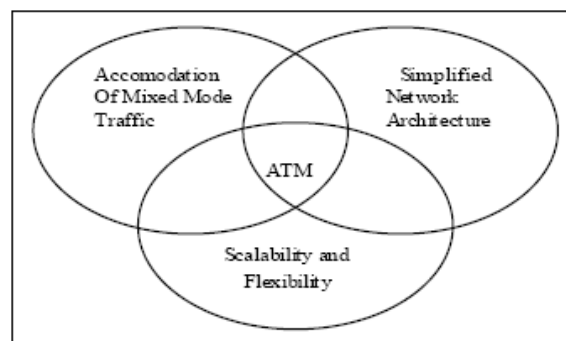 Accomodation
Of Mixed Mode
Traffic
Simplified
Network
Architecture
ATM
Scalability and
Flexibility